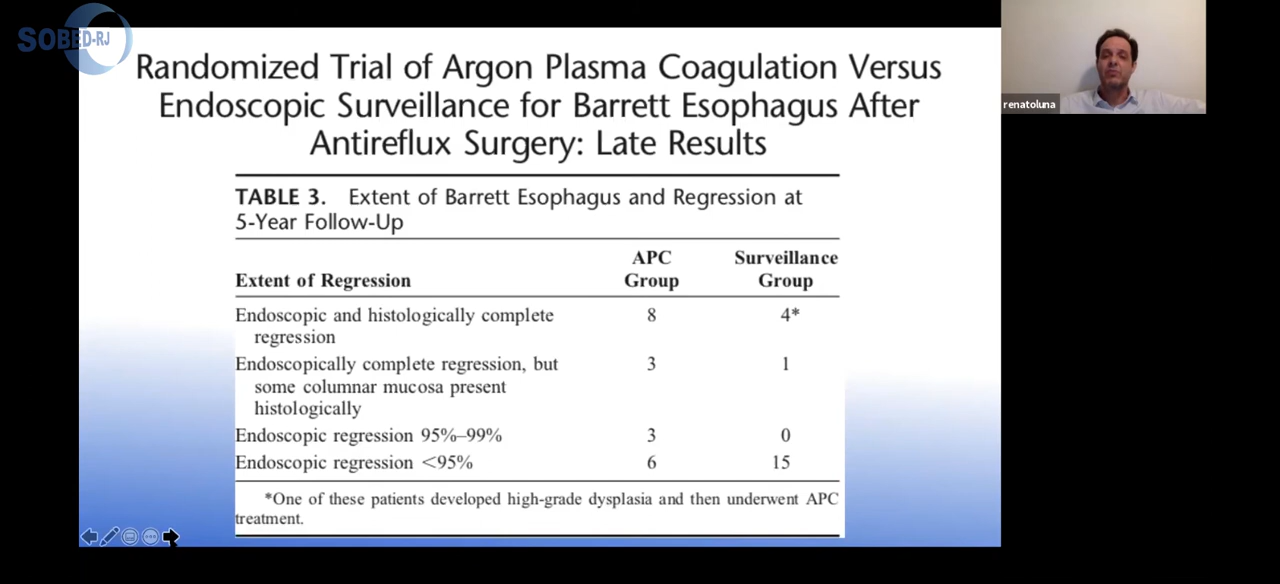 SOBED-RJ
Randomized Trial of Argon Plasma Coagulation Versus
Endoscopic Surveillance for Barrett Esophagus After
Antireflux Surgery: Late Results
renatoluna
TABLE 3. Extent of Barrett Esophagus and Regression at
5-Year Follow-Up
APC Surveillance
Extent of Regression Group Group
Endoscopic and histologically complete 8 4*
regression
Endoscopically complete regression, but 3 1
some columnar mucosa present
histologically
Endoscopic regression 95%–99% 3 0
Endoscopic regression <95% 6 15
*One of these patients developed high-grade dysplasia and then underwent APC
treatment.